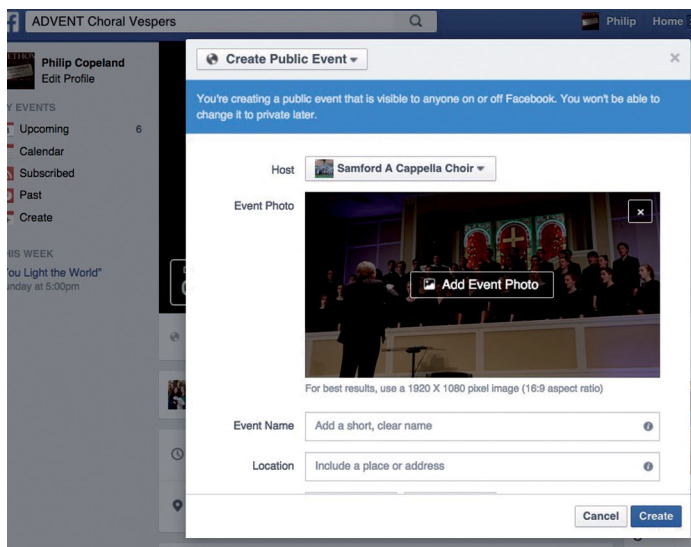 f ADVENT Choral Vespers
Philip Home
Philip Copeland
Edit Profile
Y EVENTS
Upcoming 6
Calendar
Subscribed
Past
Create
HIS WEEK
ou Light the World"
unday at 5:00pm
Create Public Event
×
You're creating a public event that is visible to anyone on or off Facebook. You won't be able to
change it to private later.
Host
Samford A Cappella Choir
Event Photo
×
Add Event Photo
For best results, use a 1920 X 1080 pixel image (16:9 aspect ratio)
Event Name
Add a short, clear name
Location
Include a place or address
Cancel
Create